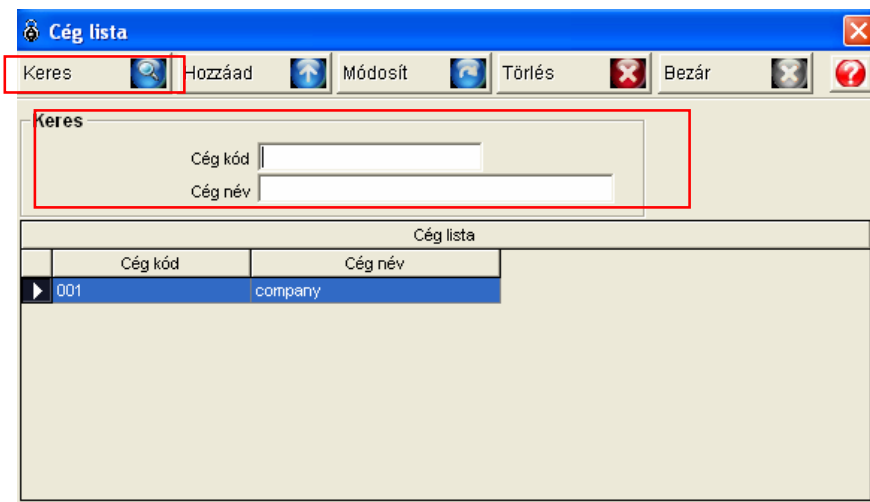 Cég lista
Keres Hozzáad Módosít Törlés Bezár
Keres
Cég kód
Cég név
Cég lista
Cég kód Cég név
001 company